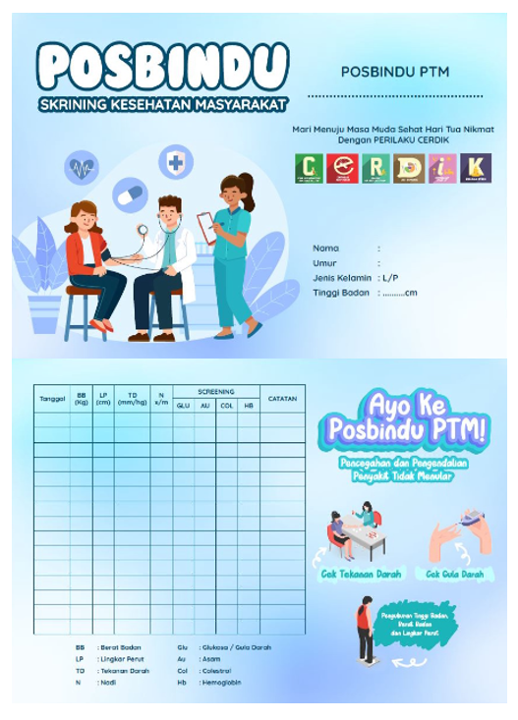 POSBINDU
SKRINING KESEHATAN MASYARAKAT
POSBINDU PTM
Mari Menuju Masa Muda Sehat Hari Tua Nikmat
Dengan PERILAKU CERDIK
C E R D i K
Nama :
Umur :
Jenis Kelamin : L/P
Tinggi Badan : ..........cm
Tanggal BB (Kg) LP (cm) TD (mm/hg) N s/m SCREENING CATATAN
GLU AU COL HB
BB : Berat Badan
LP : Lingkar Perut
TD : Tekanan Darah
N : Nadi
Glu : Glukosa / Gula Darah
Au : Asam
Col : Colestrol
Hb : Hemoglobin
Ayo Ke
Posbindu PTM!
Pencegahan dan Pengendalian
Penyakit Tidak Menular
Cek Tekanan Darah
Cek Gula Darah
Pengukuran Tinggi Badan,
Berat Badan
dan Lingkar Perut